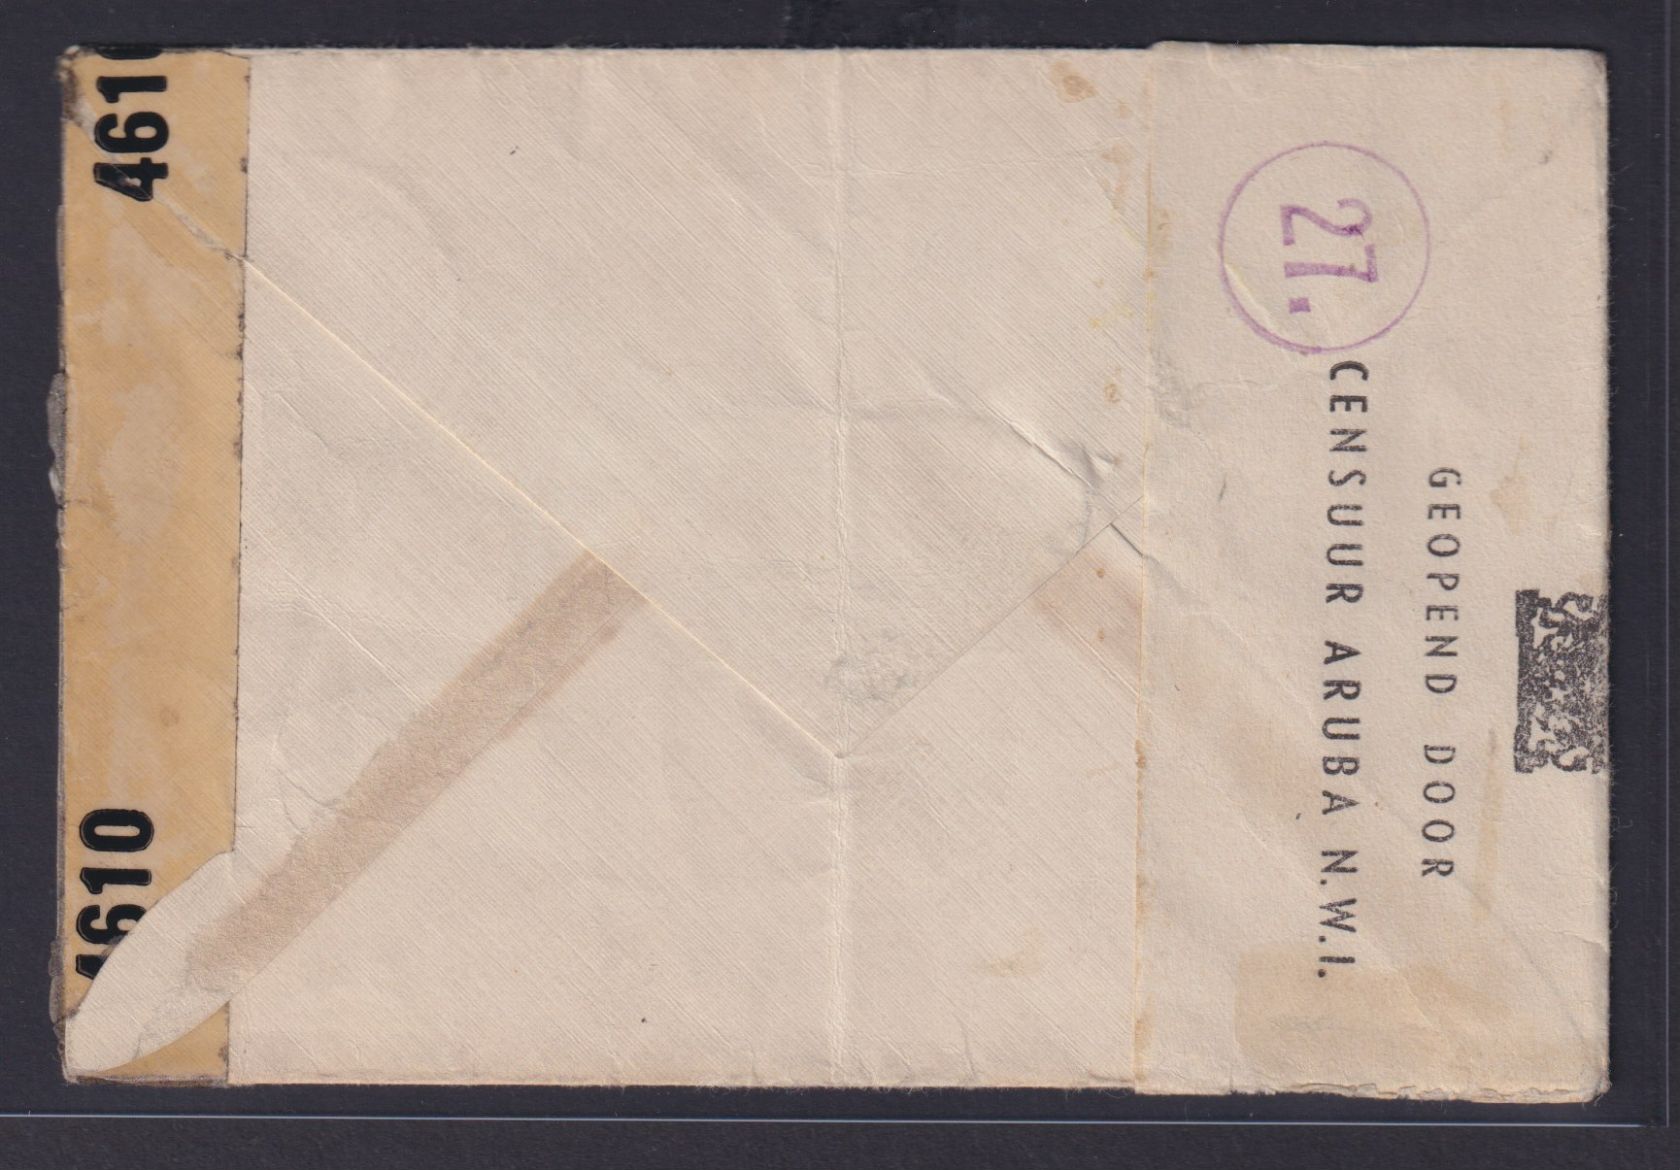 4610
4610
27.
GEOPEND DOOR
CENSUUR ARUBA N.W.I.